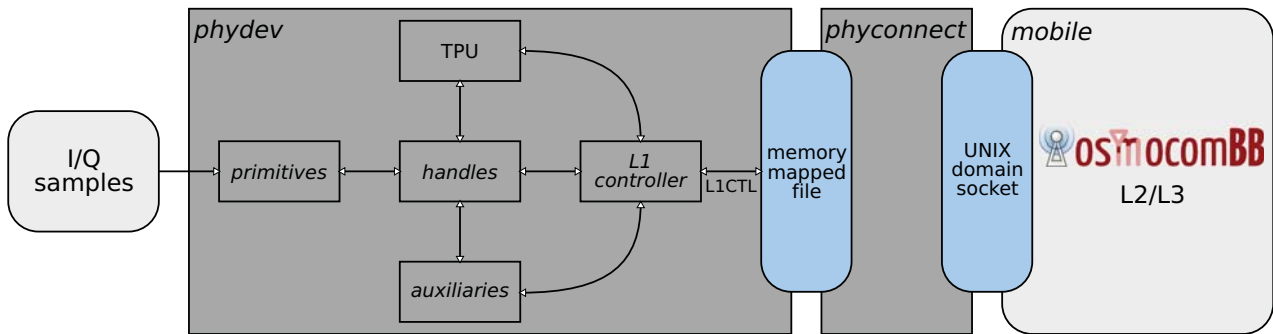 phydev
phyconnect
mobile
TPU
I/Q
samples
primitives
handles
L1
controller
L1CTL
memory
mapped
file
UNIX
domain
socket
osmocomBB
L2/L3
auxiliaries